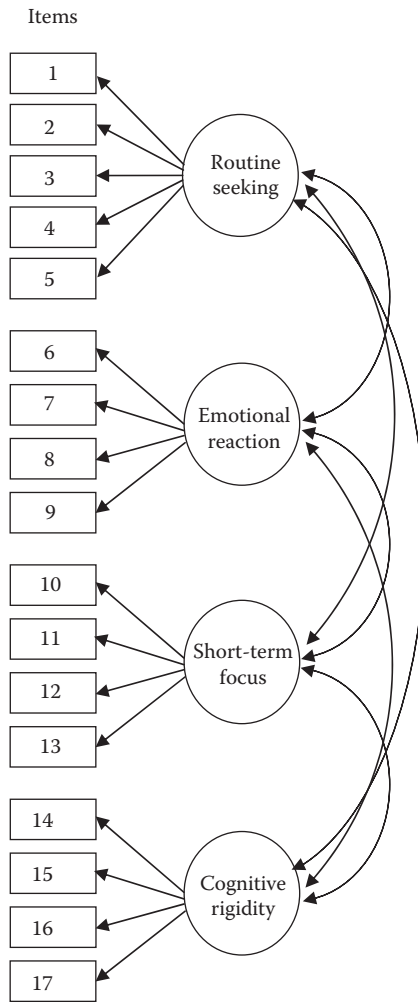 Items
1
2
3
4
5
Routine
seeking
6
7
8
9
Emotional
reaction
10
11
12
13
Short-term
focus
14
15
16
17
Cognitive
rigidity